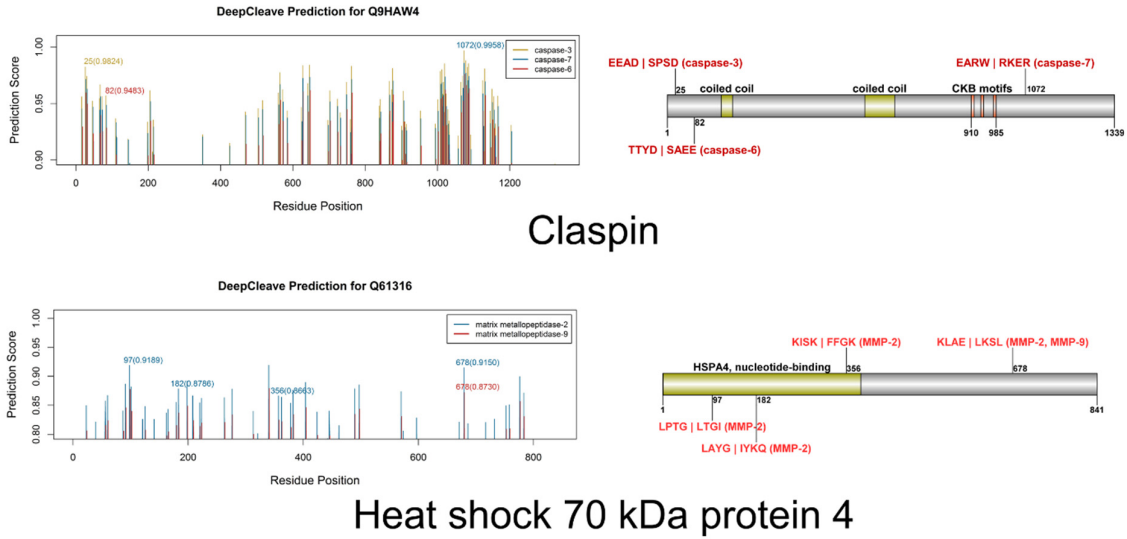 DeepCleave Prediction for Q9HAW4
Prediction Score
1.00
0.95
0.90
25(0.9824)
82(0.9483)
1072(0.9958)
caspase-3
caspase-7
caspase-6
0 200 400 600 800 1000 1200
Residue Position
EEAD | SPSD (caspase-3)
EARW | RKER (caspase-7)
25
coiled coil
coiled coil
CKB motifs
1072
1
82
910
985
1339
TTYD | SAEE (caspase-6)
Claspin
DeepCleave Prediction for Q61316
Prediction Score
1.00
0.95
0.90
0.85
0.80
matrix metallopeptidase-2
matrix metallopeptidase-9
97(0.9189)
182(0.8786)
356(0.8663)
678(0.9150)
678(0.8730)
0 200 400 600 800
Residue Position
KISK | FFGK (MMP-2)
KLAE | LKSL (MMP-2, MMP-9)
HSPA4, nucleotide-binding
356
678
1
97
182
841
LPTG | LTGI (MMP-2)
LAYG | IYKQ (MMP-2)
Heat shock 70 kDa protein 4